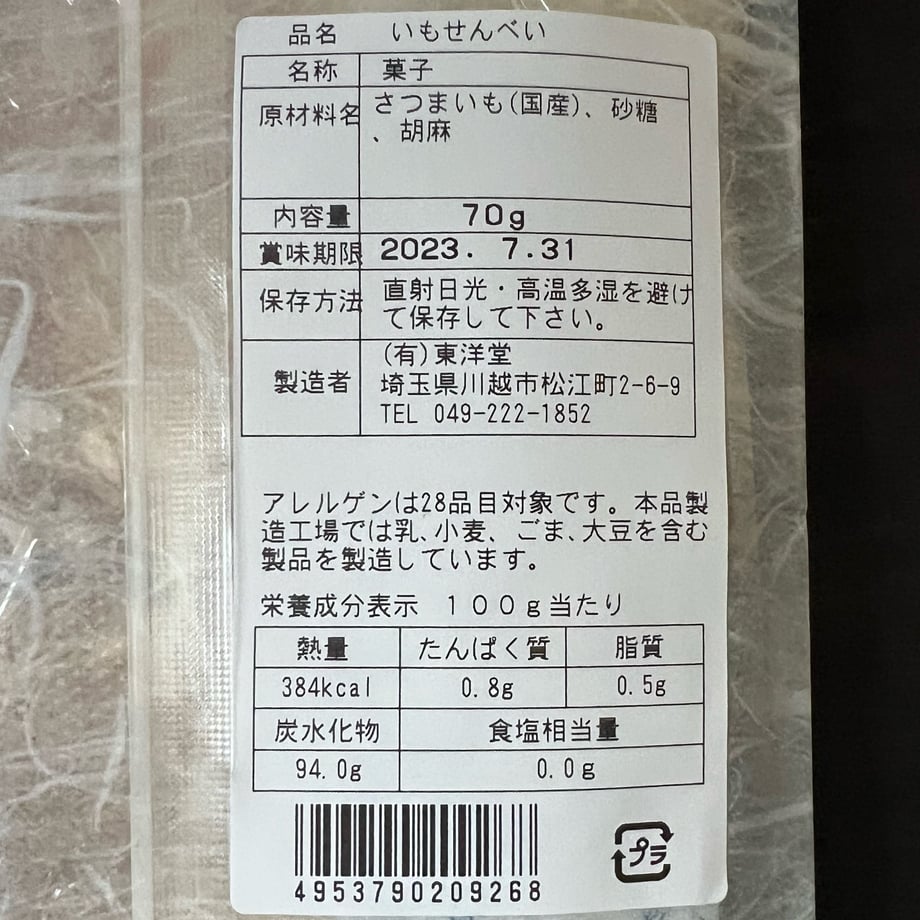 品名 いもせんべい
名称 菓子
原材料名 さつまいも(国産)、砂糖
、胡麻
内容量 70g
賞味期限 2023. 7.31
保存方法 直射日光・高温多湿を避け
て保存して下さい。
製造者 (有)東洋堂
埼玉県川越市松江町2-6-9
TEL 049-222-1852
アレルゲンは28品目対象です。本品製
造工場では乳、小麦、ごま、大豆を含む
製品を製造しています。
栄養成分表示 100g当たり
熱量 たんぱく質 脂質
384kcal 0.8g 0.5g
炭水化物 食塩相当量
94.0g 0.0g
4953790209268
プラ